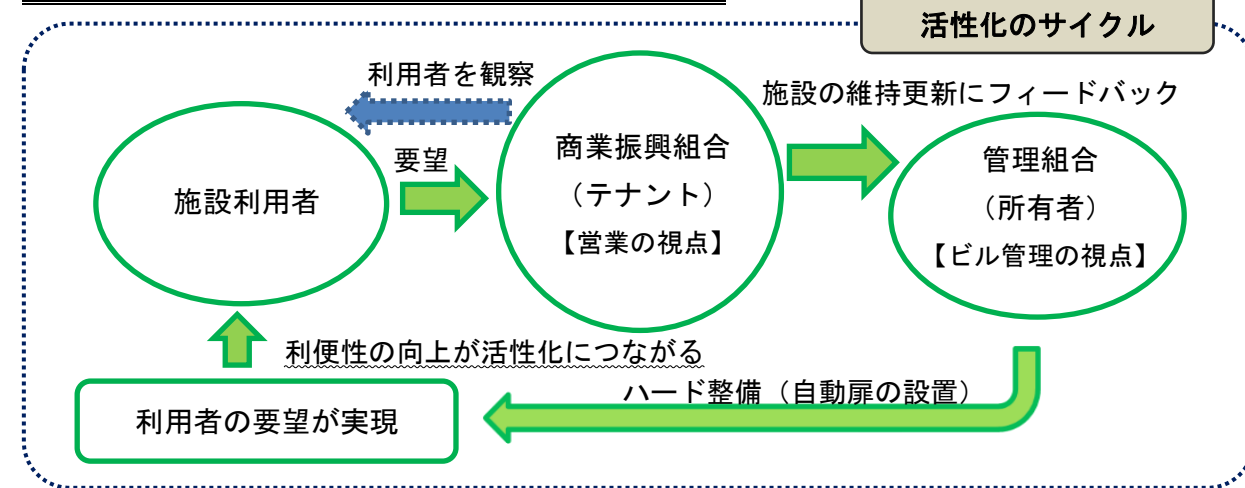 活性化のサイクル
利用者を観察
施設の維持更新にフィードバック
要望
施設利用者
商業振興組合
（テナント）
【営業の視点】
管理組合
（所有者）
【ビル管理の視点】
利便性の向上が活性化につながる
ハード整備（自動扉の設置）
利用者の要望が実現